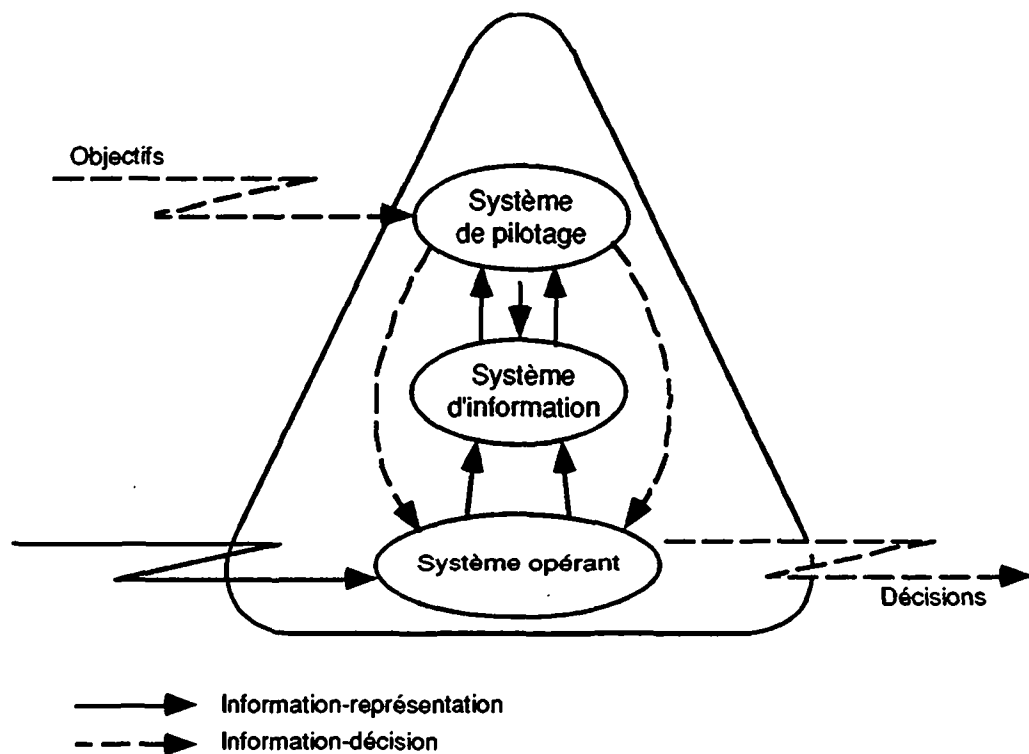 Objectifs
Système
de pilotage
Système
d'information
Système opérant
Décisions
Information-représentation
Information-décision